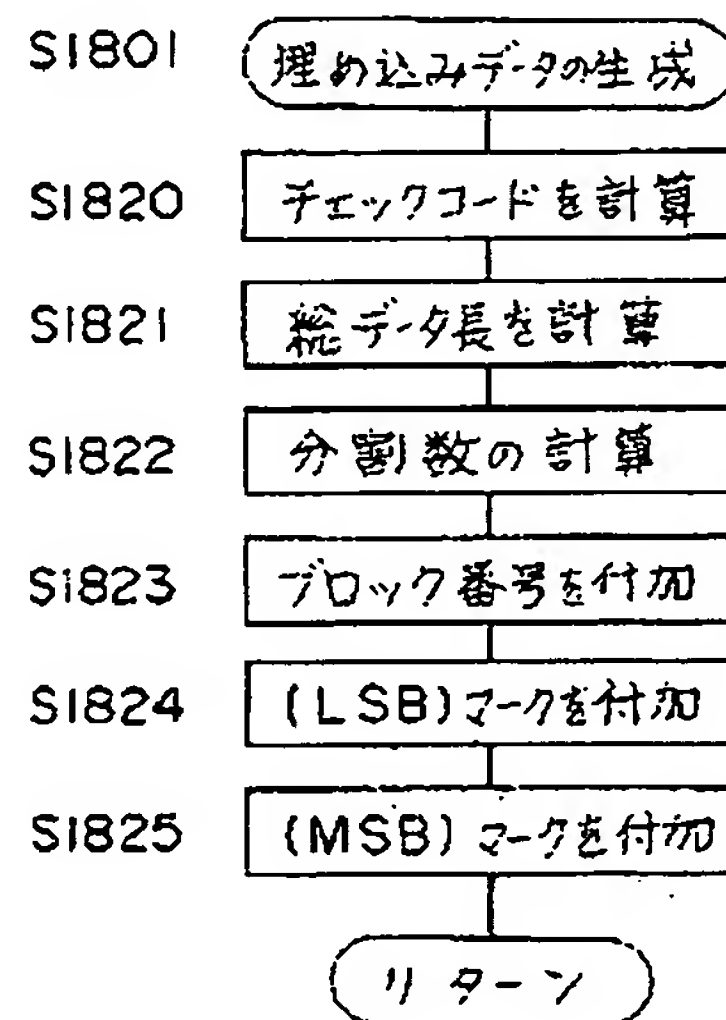 S1801 埋め込みデータの生成
S1820 チェックコードを計算
S1821 総データ長を計算
S1822 分割数の計算
S1823 ブロック番号を付加
S1824 (LSB)マークを付加
S1825 (MSB)マークを付加
リターン